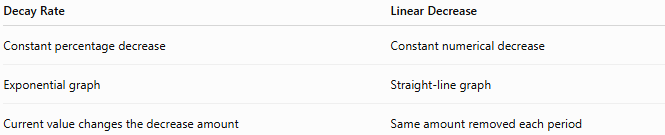 Decay Rate Linear Decrease
Constant percentage decrease Constant numerical decrease
Exponential graph Straight-line graph
Current value changes the decrease amount Same amount removed each period